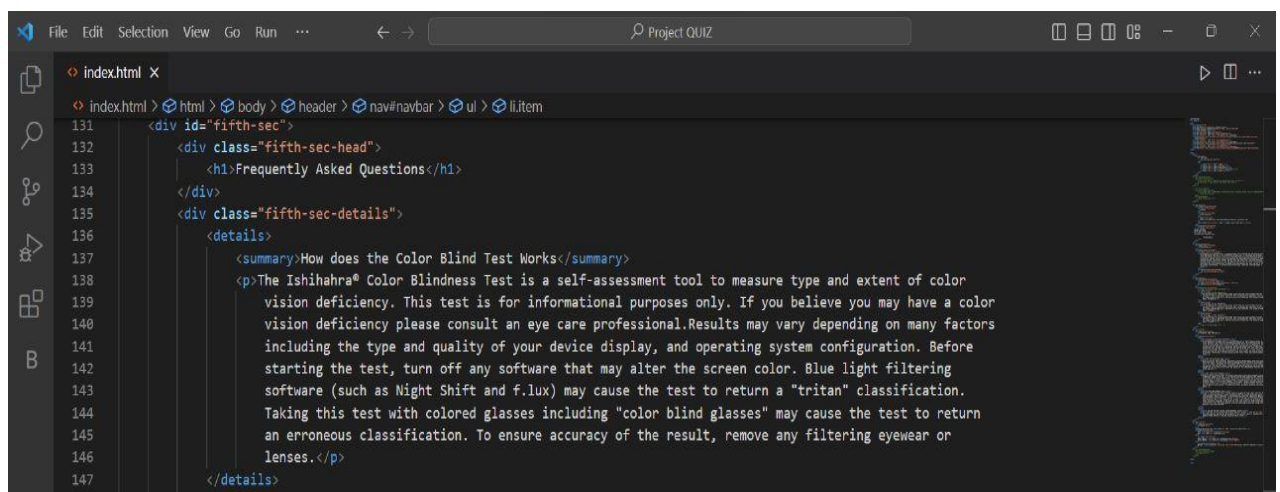 File Edit Selection View Go Run ··· ← → Project QUIZ
index.html
index.html > html > body > header > nav#navbar > ul > li.item
131 <div id="fifth-sec">
132 <div class="fifth-sec-head">
133 <h1>Frequently Asked Questions</h1>
134 </div>
135 <div class="fifth-sec-details">
136 <details>
137 <summary>How does the Color Blind Test Works</summary>
138 <p>The Ishihahra® Color Blindness Test is a self-assessment tool to measure type and extent of color
139 vision deficiency. This test is for informational purposes only. If you believe you may have a color
140 vision deficiency please consult an eye care professional.Results may vary depending on many factors
141 including the type and quality of your device display, and operating system configuration. Before
142 starting the test, turn off any software that may alter the screen color. Blue light filtering
143 software (such as Night Shift and f.lux) may cause the test to return a "tritan" classification.
144 Taking this test with colored glasses including "color blind glasses" may cause the test to return
145 an erroneous classification. To ensure accuracy of the result, remove any filtering eyewear or
146 lenses.</p>
147 </details>
B